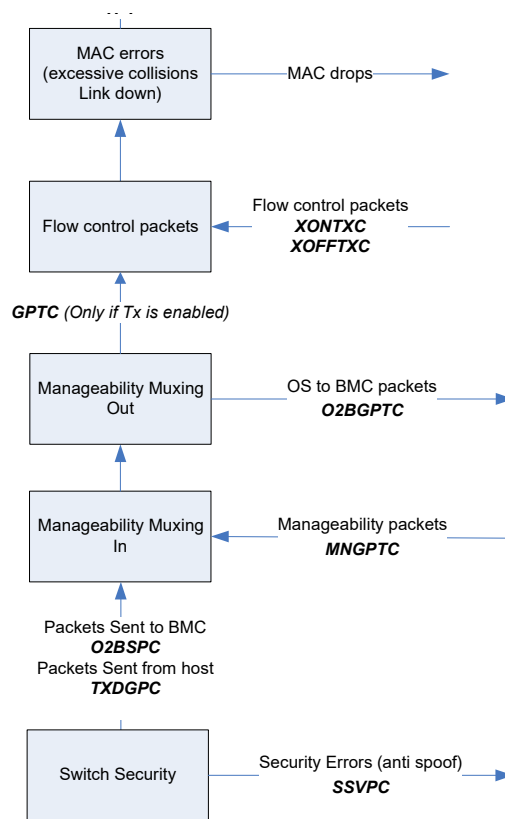 MAC errors
(excessive collisions
Link down)
MAC drops
Flow control packets
Flow control packets
XONTXC
XOFFTXC
GPTC (Only if Tx is enabled)
Manageability Muxing
Out
OS to BMC packets
O2BGPTC
Manageability Muxing
In
Manageability packets
MNGPTC
Packets Sent to BMC
O2BSPC
Packets Sent from host
TXDGPC
Switch Security
Security Errors (anti spoof)
SSVPC